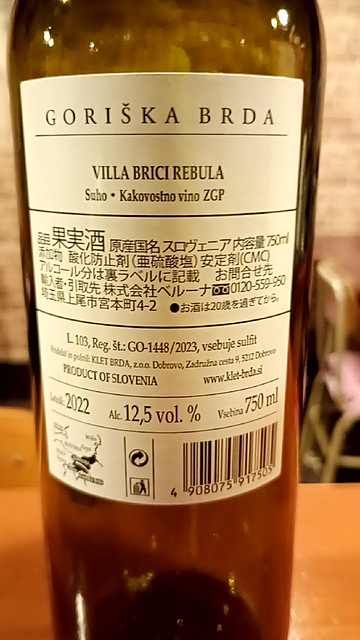 GORIŠKA BRDA
VILLA BRICI REBULA
Suho • Kakovostno vino ZGP
品目 果実酒 原産国名 スロヴェニア 内容量 750ml
添加物 酸化防止剤(亜硫酸塩) 安定剤(CMC)
アルコール分は裏ラベルに記載 お問合せ先
輸入者・引取先 株式会社ベルーナ 0120-559-950
埼玉県上尾市宮本町4-2 ●お酒は20歳を過ぎてから。
L. 103, Reg. št.: GO-1448/2023, vsebuje sulfit
Pridelal in polnil: KLET BRDA, z.o.o. Dobrovo, Zadružna cesta 9, 5212 Dobrovo
PRODUCT OF SLOVENIA www.klet-brda.si
Letnik: 2022 Alc. 12,5 vol. % Vsebina 750 ml
4 908075 917505